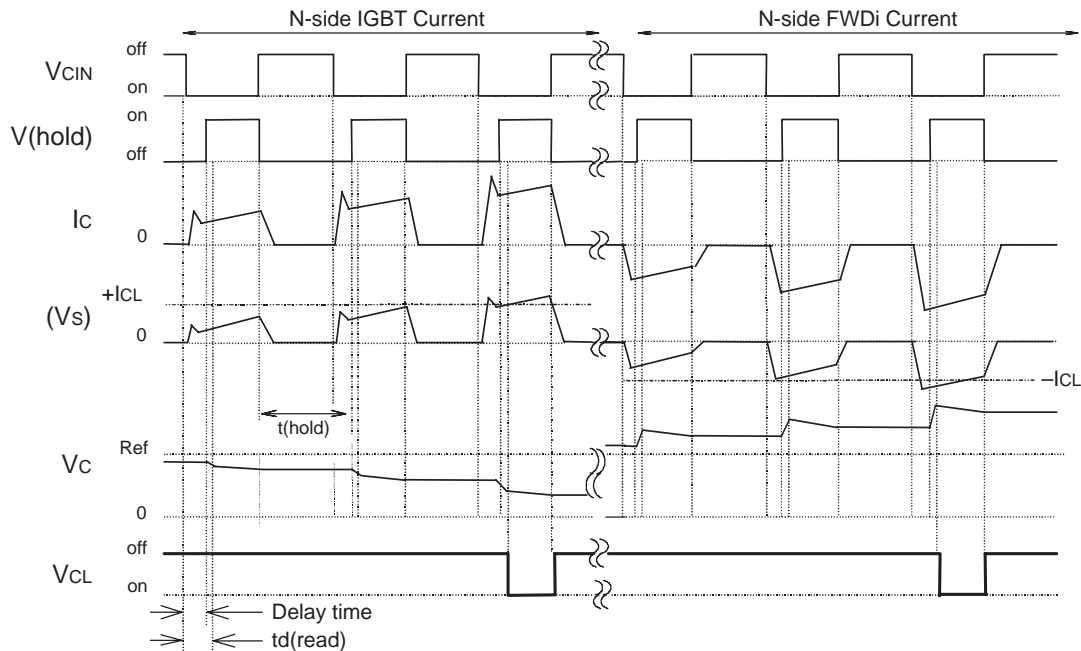 N-side IGBT Current
N-side FWDi Current
off
VCIN
on
on
V(hold)
off
IC
0
+ICL
(VS)
0
–ICL
t(hold)
Ref
VC
0
off
VCL
on
Delay time
td(read)